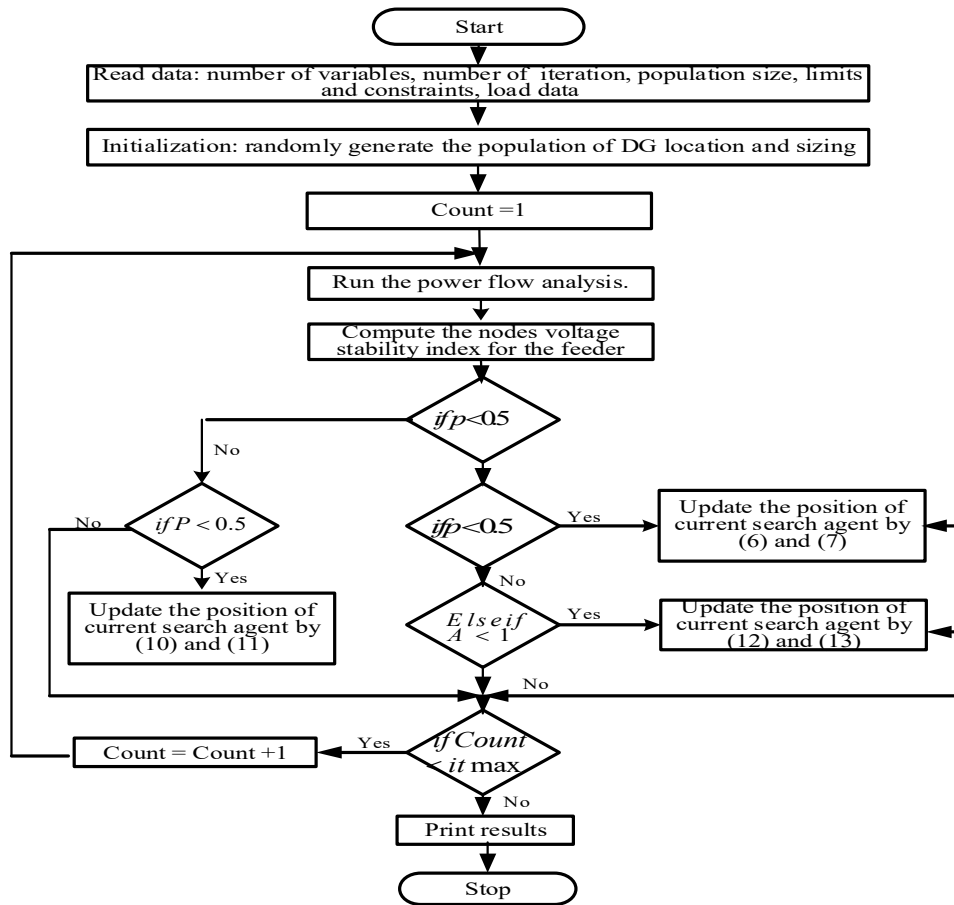 Start
Read data: number of variables, number of iteration, population size, limits
and constraints, load data
Initialization: randomly generate the population of DG location and sizing
Count =1
Run the power flow analysis.
Compute the nodes voltage
stability index for the feeder
if p<0.5
No
if P < 0.5
No
Yes
Update the position of
current search agent by
(10) and (11)
if p<0.5
Yes
Update the position of
current search agent by
(6) and (7)
No
Elseif
A < 1
Yes
Update the position of
current search agent by
(12) and (13)
No
if Count
< it max
Yes
Count = Count +1
No
Print results
Stop